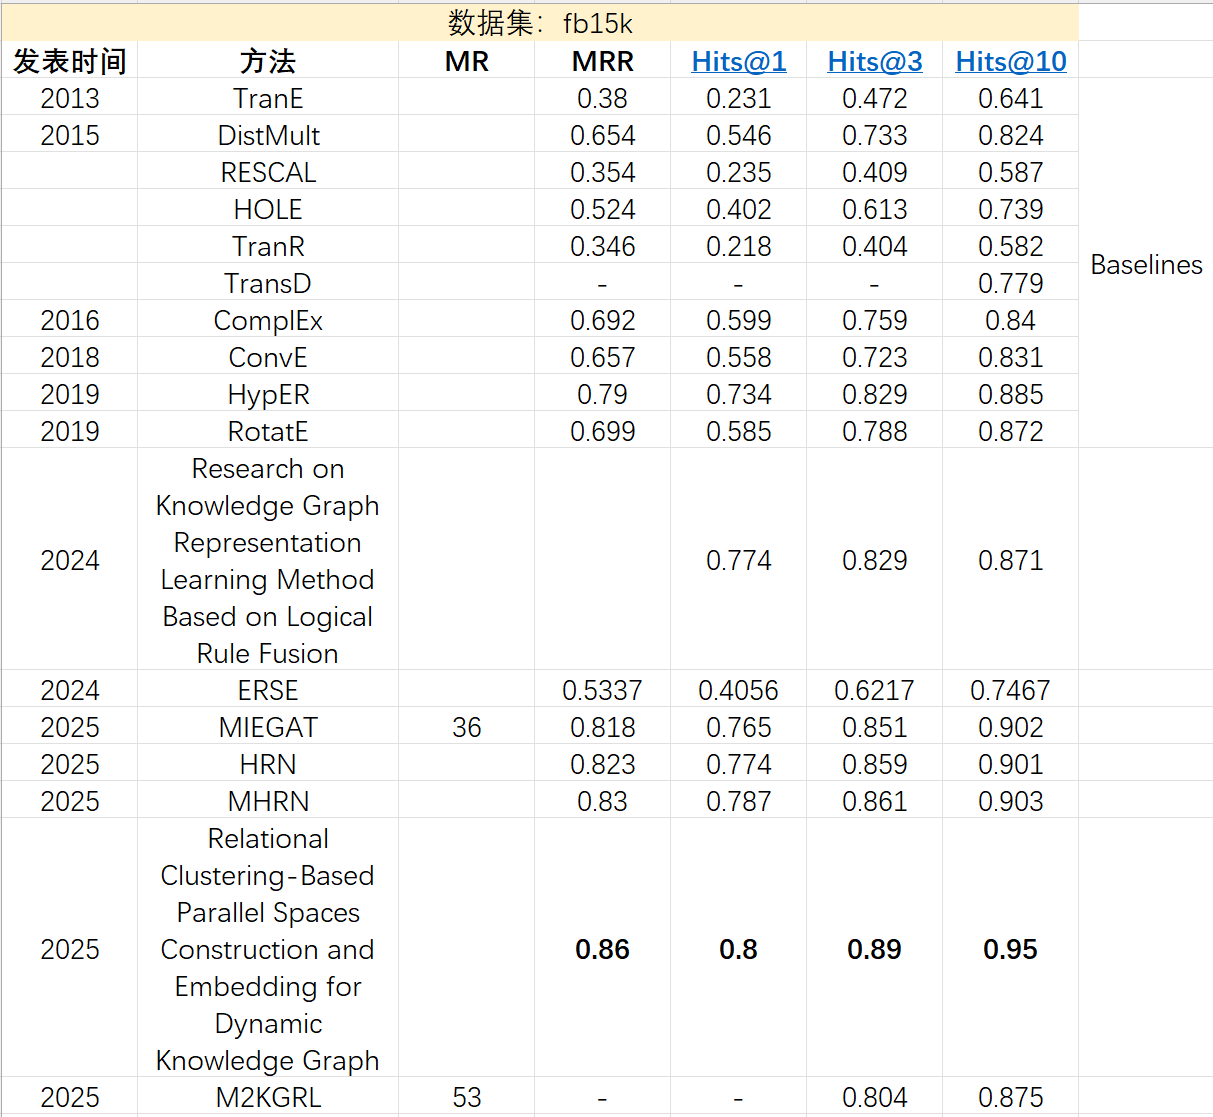 数据集：fb15k
发表时间 方法 MR MRR Hits@1 Hits@3 Hits@10
2013 TranE 0.38 0.231 0.472 0.641
2015 DistMult 0.654 0.546 0.733 0.824
RESCAL 0.354 0.235 0.409 0.587
HOLE 0.524 0.402 0.613 0.739
TranR 0.346 0.218 0.404 0.582
Baselines
TransD - - - 0.779
2016 ComplEx 0.692 0.599 0.759 0.84
2018 ConvE 0.657 0.558 0.723 0.831
2019 HypER 0.79 0.734 0.829 0.885
2019 RotatE 0.699 0.585 0.788 0.872
Research on
Knowledge Graph
Representation
2024 0.774 0.829 0.871
Learning Method
Based on Logical
Rule Fusion
2024 ERSE 0.5337 0.4056 0.6217 0.7467
2025 MIEGAT 36 0.818 0.765 0.851 0.902
2025 HRN 0.823 0.774 0.859 0.901
2025 MHRN 0.83 0.787 0.861 0.903
Relational
Clustering-Based
Parallel Spaces
2025 Construction and 0.86 0.8 0.89 0.95
Embedding for
Dynamic
Knowledge Graph
2025 M2KGRL 53 - - 0.804 0.875